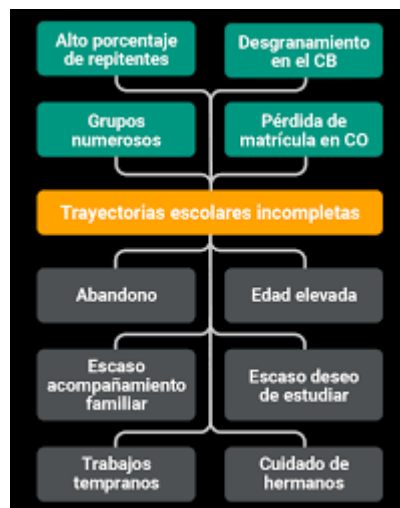 Alto porcentaje
de repitentes
Desgranamiento
en el CB
Grupos
numerosos
Pérdida de
matrícula en CO
Trayectorias escolares incompletas
Abandono
Edad elevada
Escaso
acompañamiento
famillar
Escaso deseo
de estudiar
Trabajos
tempranos
Cuidado de
hermanos